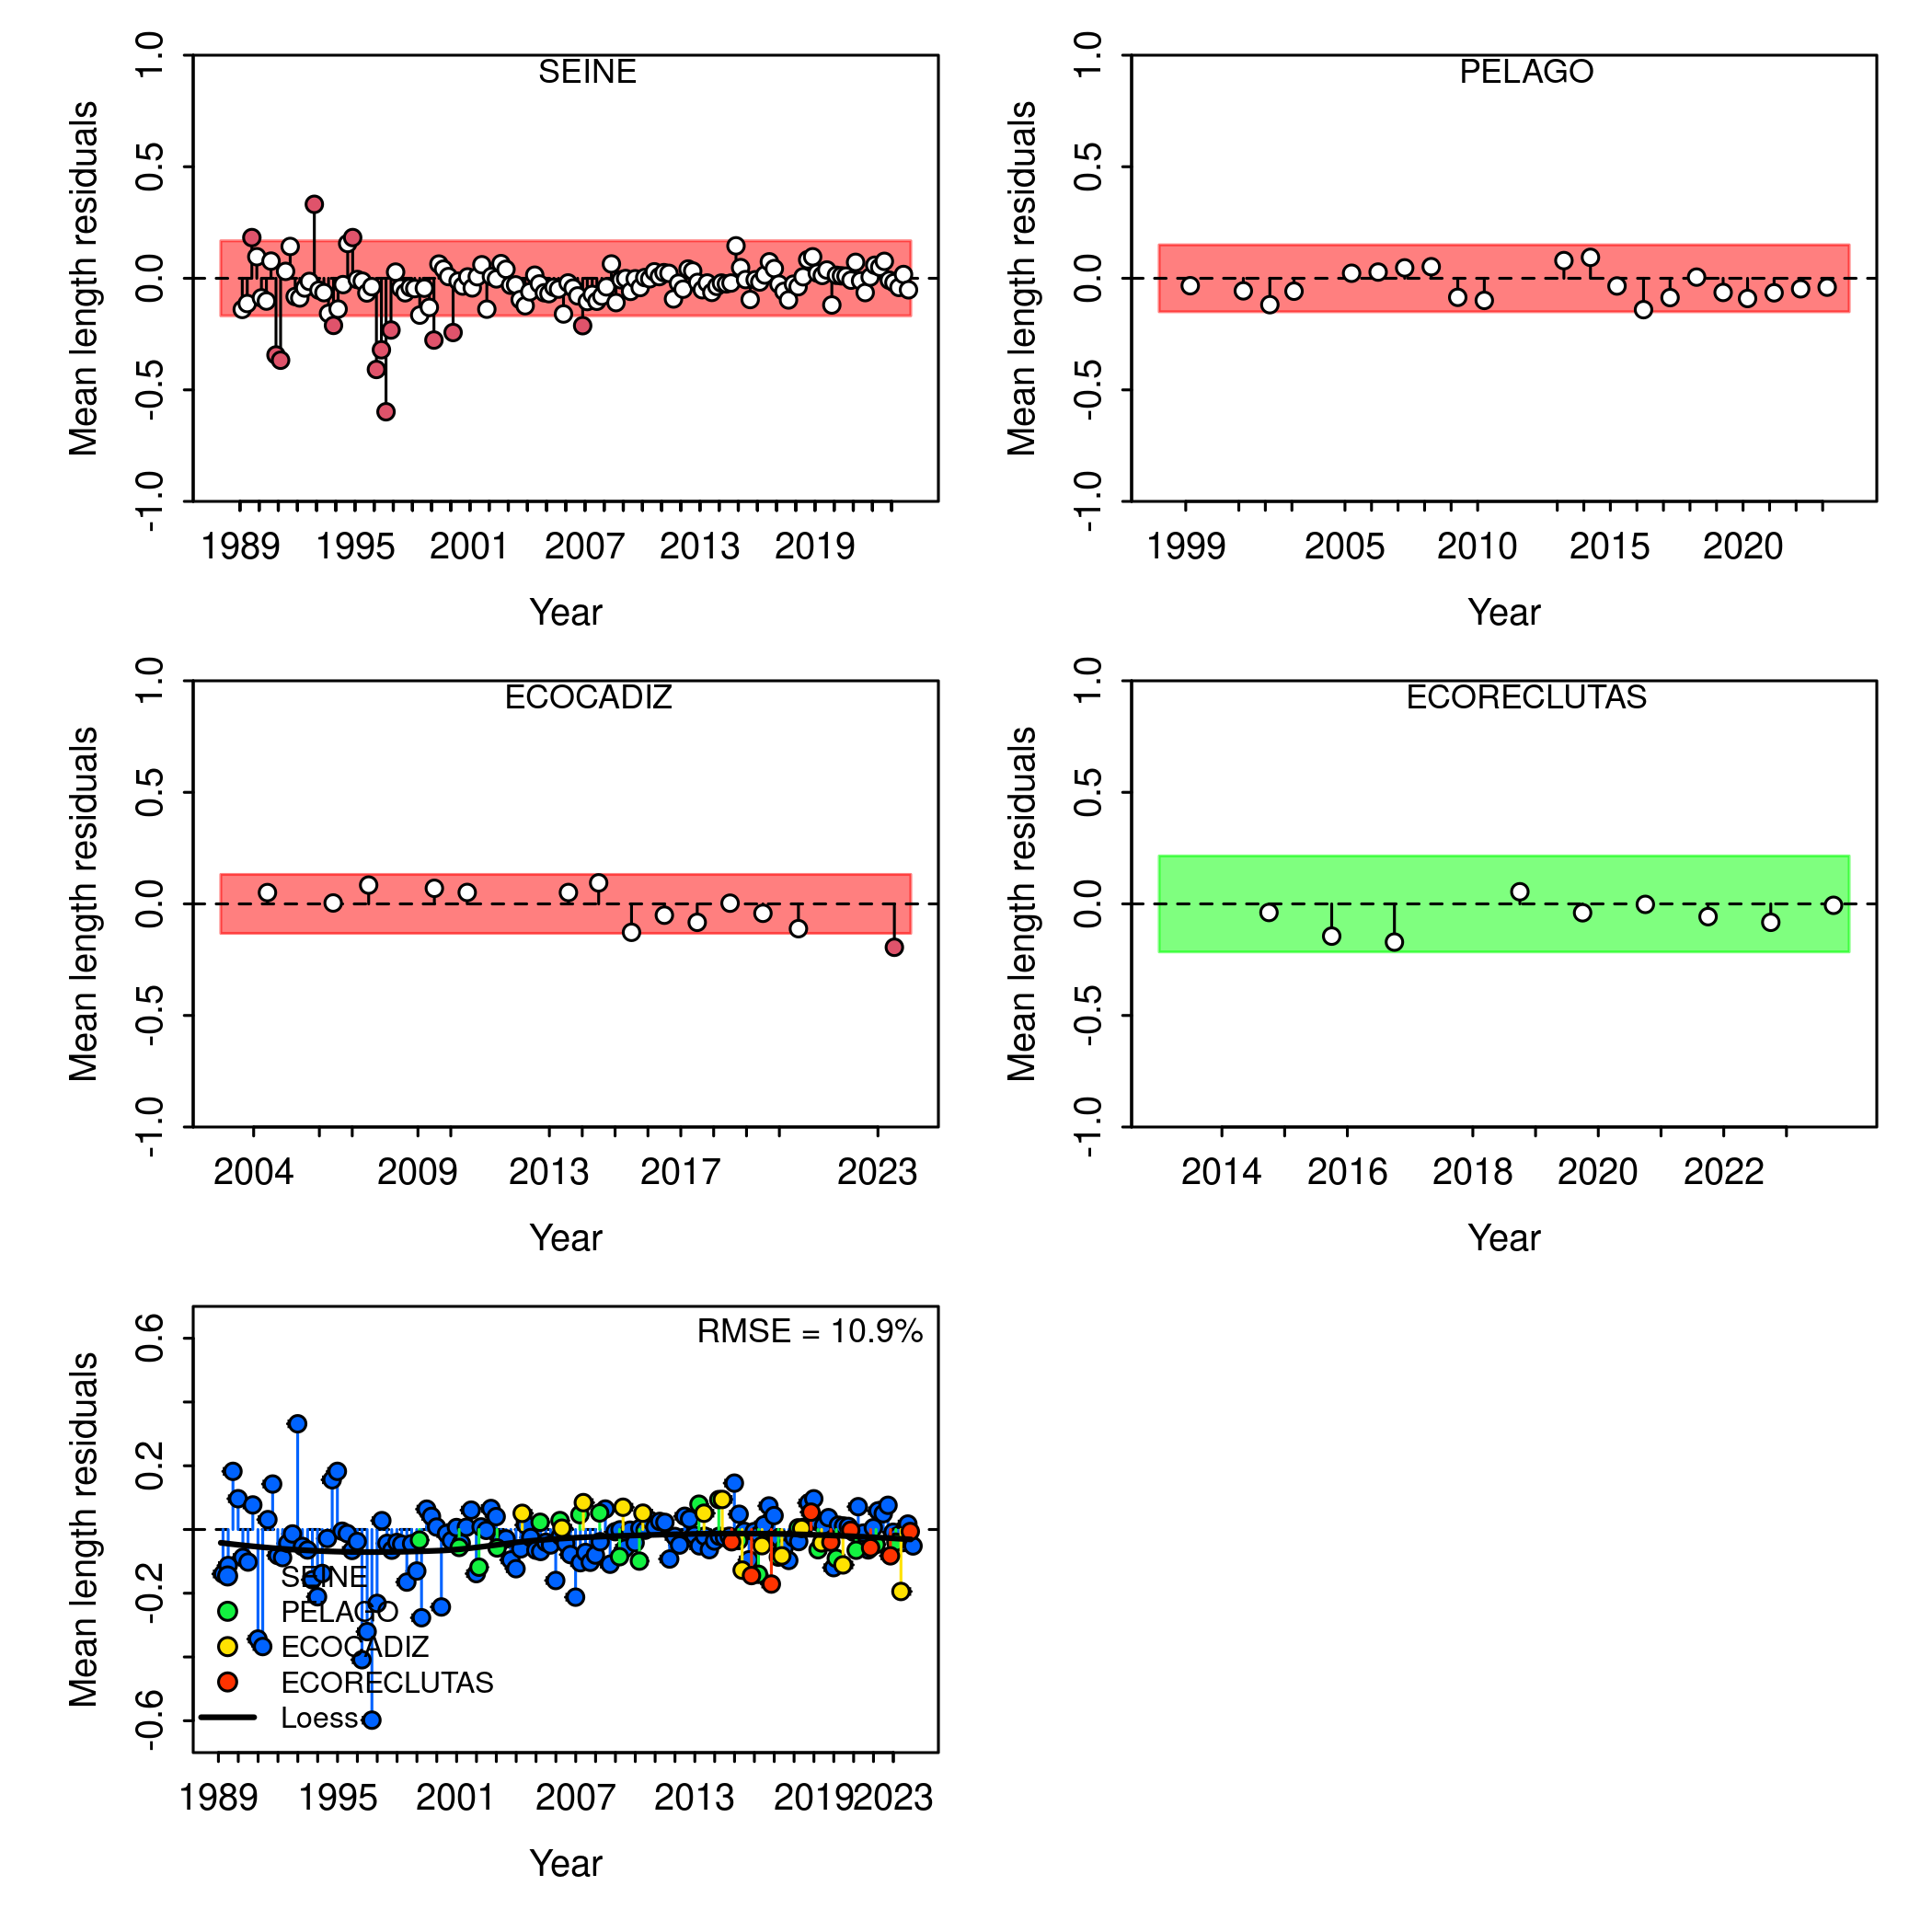 SEINE
1.0
0.5
0.0
-0.5
-1.0
Mean length residuals
1989 1995 2001 2007 2013 2019
Year
PELAGO
1.0
0.5
0.0
-0.5
-1.0
Mean length residuals
1999 2005 2010 2015 2020
Year
ECOCADIZ
1.0
0.5
0.0
-0.5
-1.0
Mean length residuals
2004 2009 2013 2017 2023
Year
ECORECLUTAS
1.0
0.5
0.0
-0.5
-1.0
Mean length residuals
2014 2016 2018 2020 2022
Year
RMSE = 10.9%
0.6
0.2
-0.2
-0.6
Mean length residuals
SEINE
PELAGO
ECOCADIZ
ECORECLUTAS
Loess
1989 1995 2001 2007 2013 2019 2023
Year